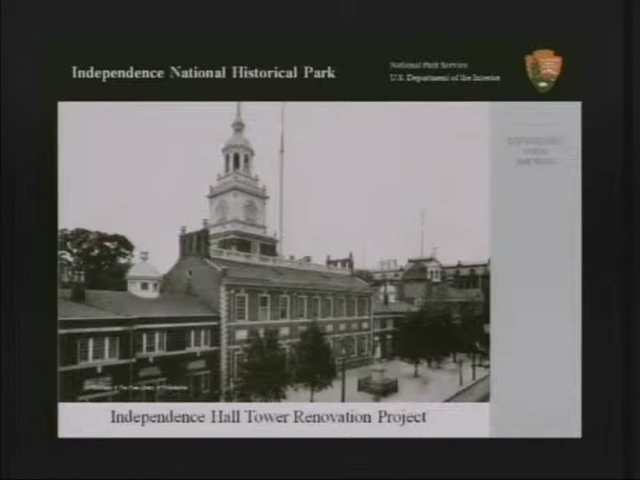 Independence National Historical Park
National Park Service
U.S. Department of the Interior
Independence Hall Tower Renovation Project